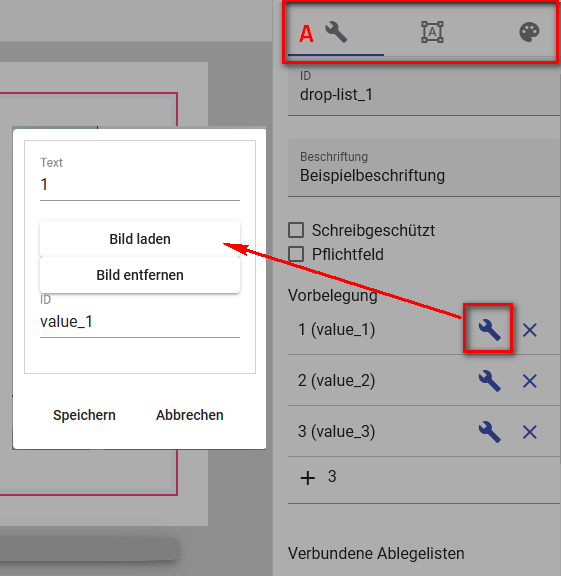 A
A
ID
drop-list_1
Beschriftung
Beispielbeschriftung
Schreibgeschützt
Pflichtfeld
Vorbelegung
1 (value_1)
2 (value_2)
3 (value_3)
3
Verbundene Ablegelisten
Text
1
Bild laden
Bild entfernen
ID
value_1
Speichern Abbrechen